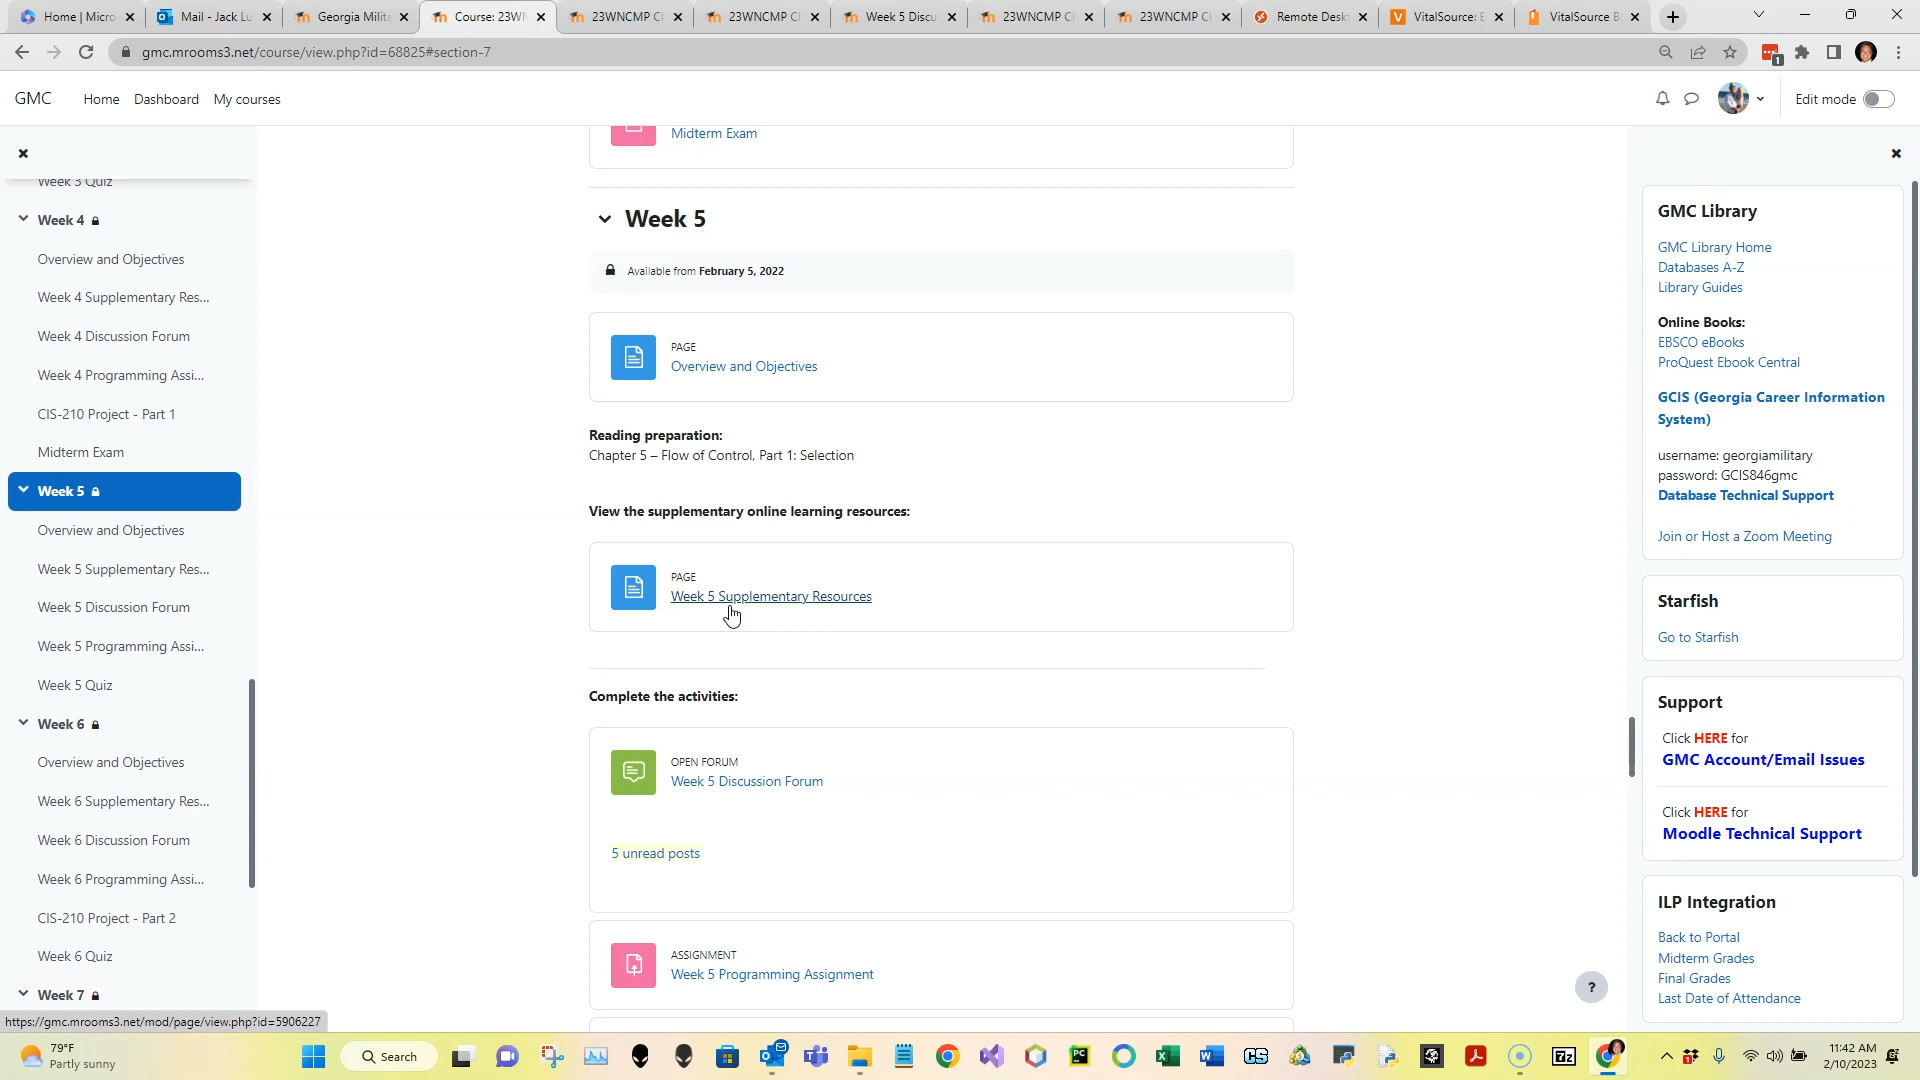 Home | Micro
Mail - Jack Lu
Georgia Milita
Course: 23WN
23WNCMP CI
23WNCMP CI
Week 5 Discu
23WNCMP CI
23WNCMP CI
Remote Deskt
VitalSource: E
VitalSource B
gmc.mrooms3.net/course/view.php?id=68825#section-7
1
GMC
Home
Dashboard
My courses
Edit mode
Week 3 Quiz
Week 4
Overview and Objectives
Week 4 Supplementary Res...
Week 4 Discussion Forum
Week 4 Programming Assi...
CIS-210 Project - Part 1
Midterm Exam
Week 5
Overview and Objectives
Week 5 Supplementary Res...
Week 5 Discussion Forum
Week 5 Programming Assi...
Week 5 Quiz
Week 6
Overview and Objectives
Week 6 Supplementary Res...
Week 6 Discussion Forum
Week 6 Programming Assi...
CIS-210 Project - Part 2
Week 6 Quiz
Week 7
https://gmc.mrooms3.net/mod/page/view.php?id=5906227
Midterm Exam
Week 5
Available from February 5, 2022
PAGE
Overview and Objectives
Reading preparation:
Chapter 5 – Flow of Control, Part 1: Selection
View the supplementary online learning resources:
PAGE
Week 5 Supplementary Resources
Complete the activities:
OPEN FORUM
Week 5 Discussion Forum
5 unread posts
ASSIGNMENT
Week 5 Programming Assignment
?
GMC Library
GMC Library Home
Databases A-Z
Library Guides
Online Books:
EBSCO eBooks
ProQuest Ebook Central
GCIS (Georgia Career Information
System)
username: georgiamilitary
password: GCIS846gmc
Database Technical Support
Join or Host a Zoom Meeting
Starfish
Go to Starfish
Support
Click HERE for
GMC Account/Email Issues
Click HERE for
Moodle Technical Support
ILP Integration
Back to Portal
Midterm Grades
Final Grades
Last Date of Attendance
79°F
Partly sunny
Search
PC
CS
7z
11:42 AM
2/10/2023